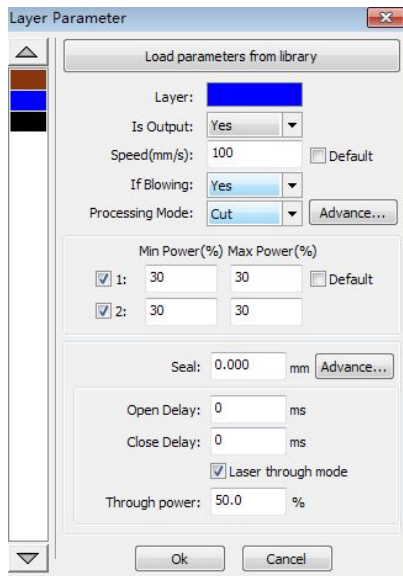 Layer Parameter
Load parameters from library
Layer:
Is Output: Yes
Speed(mm/s): 100 Default
If Blowing: Yes
Processing Mode: Cut Advance...
Min Power(%) Max Power(%)
1: 30 30 Default
2: 30 30
Seal: 0.000 mm Advance...
Open Delay: 0 ms
Close Delay: 0 ms
Laser through mode
Through power: 50.0 %
Ok Cancel